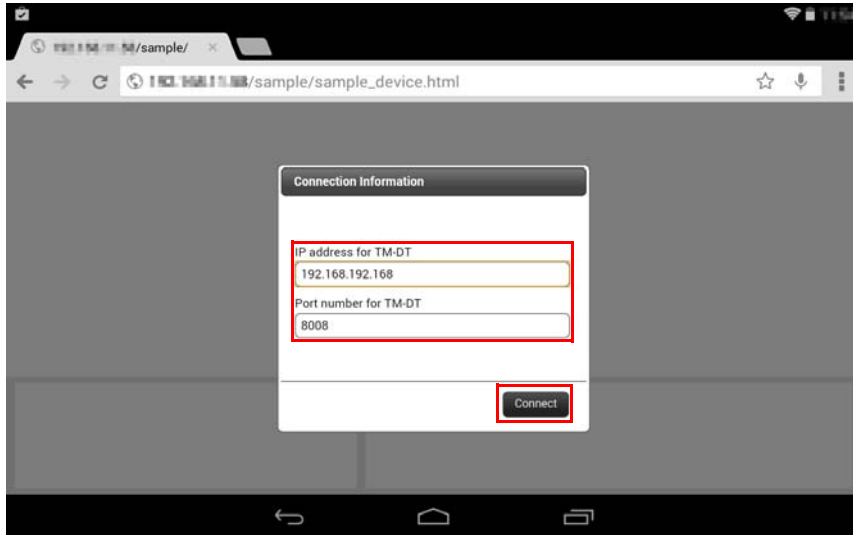 /sample/
/sample/sample_device.html
Connection Information
IP address for TM-DT
192.168.192.168
Port number for TM-DT
8008
Connect